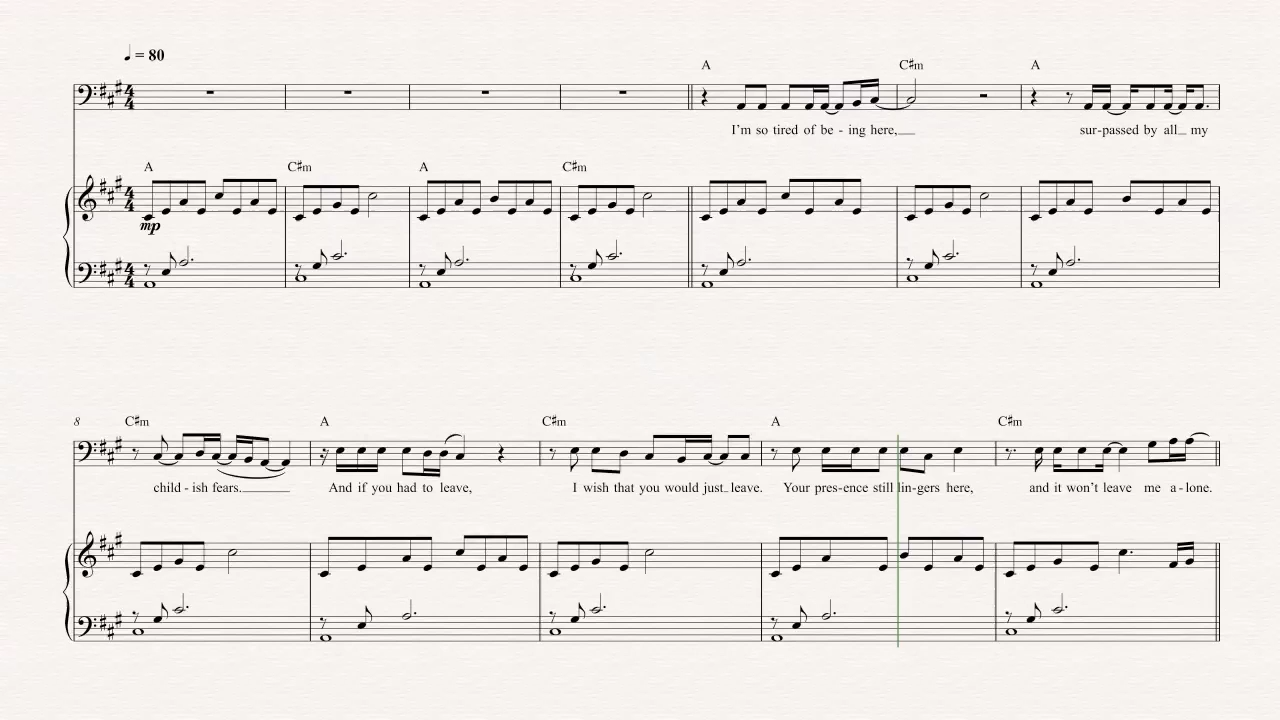 ♩ = 80
A C♯m A
I'm so tired of be - ing here, sur-passed by all my
A C♯m A C♯m
mp
8
C♯m A C♯m A C♯m
child - ish fears. And if you had to leave, I wish that you would just leave. Your pres-ence still lin-gers here, and it won't leave me a - lone.